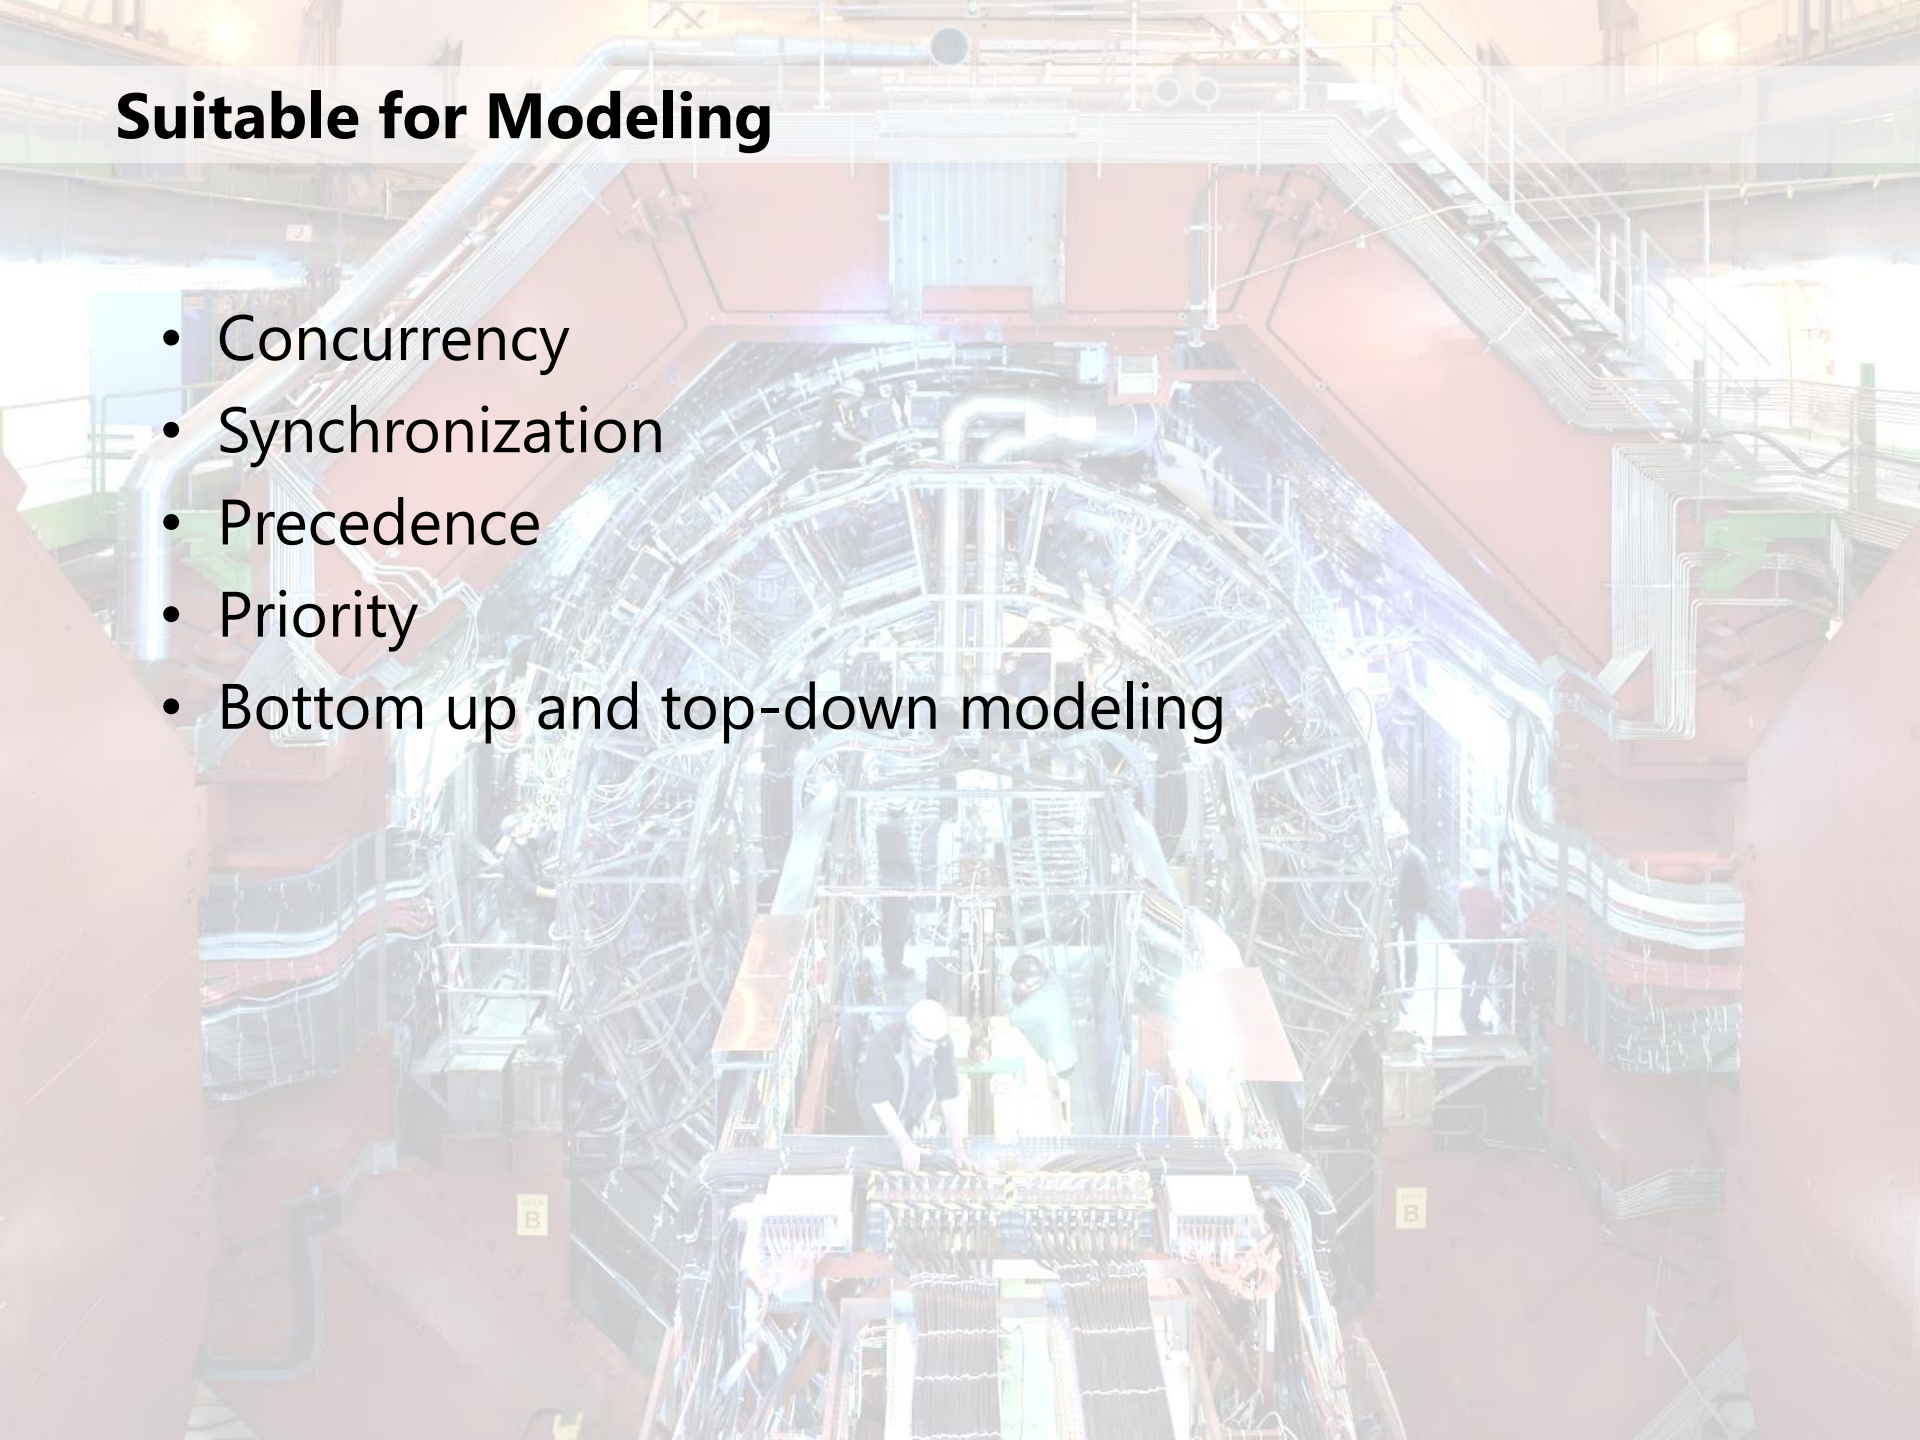 Suitable for Modeling
• Concurrency
• Synchronization
• Precedence
• Priority
• Bottom up and top-down modeling
B
B